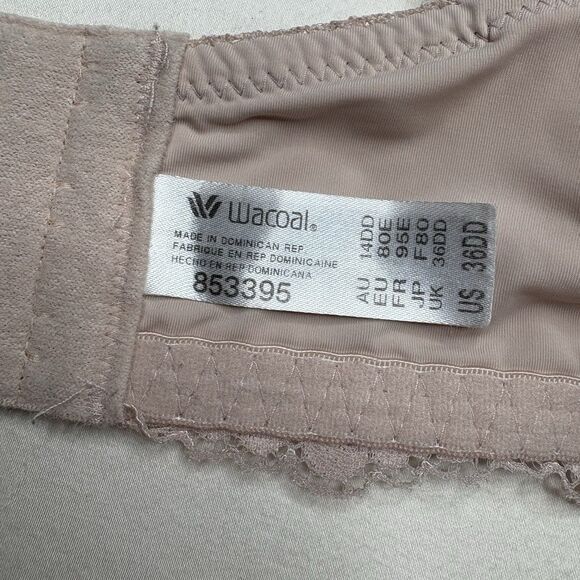 Wacoal®
MADE IN DOMINICAN REP.
FABRIQUE EN REP. DOMINICAINE
HECHO EN REP. DOMINICANA
853395
AU 14DD
EU 80E
FR 95E
JP F80
UK 36DD
US 36DD